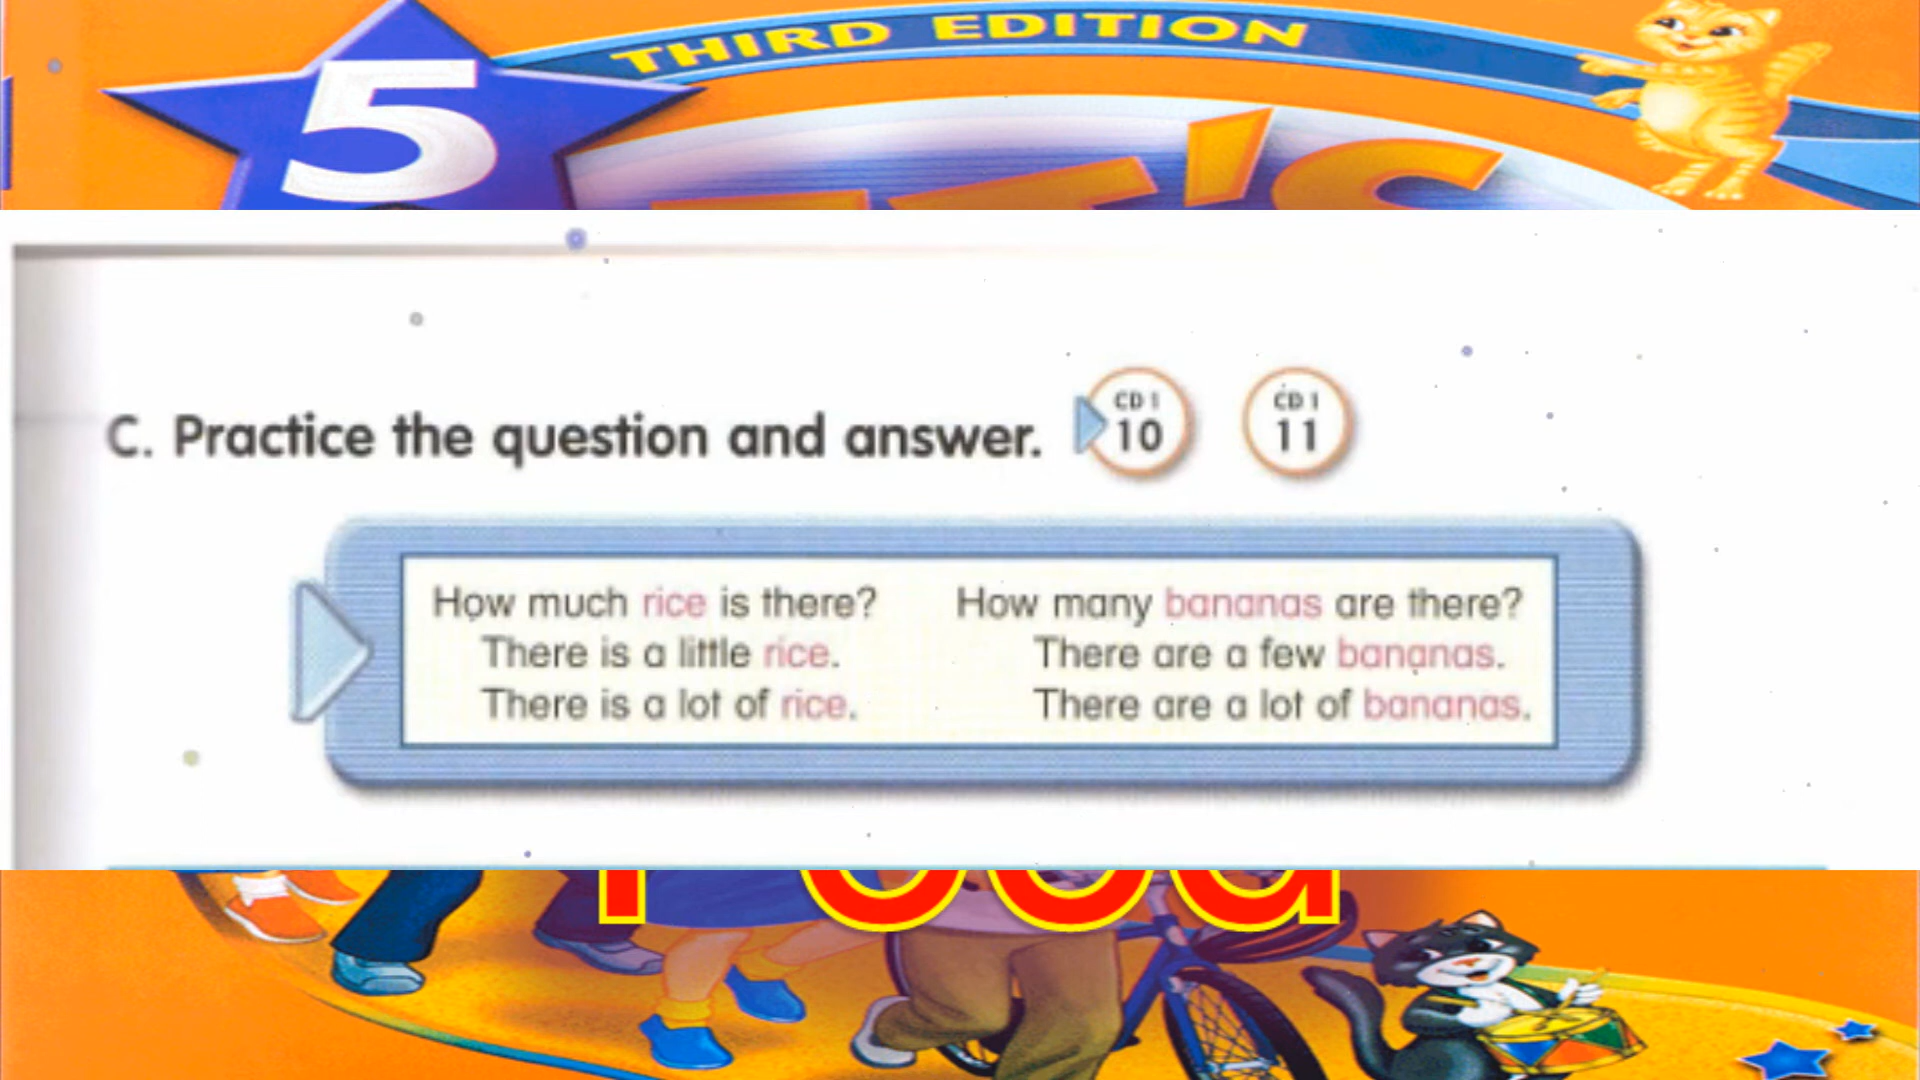 THIRD EDITION
5
C. Practice the question and answer.
CD 1
10
CD 1
11
How much rice is there?
There is a little rice.
There is a lot of rice.
How many bananas are there?
There are a few bananas.
There are a lot of bananas.